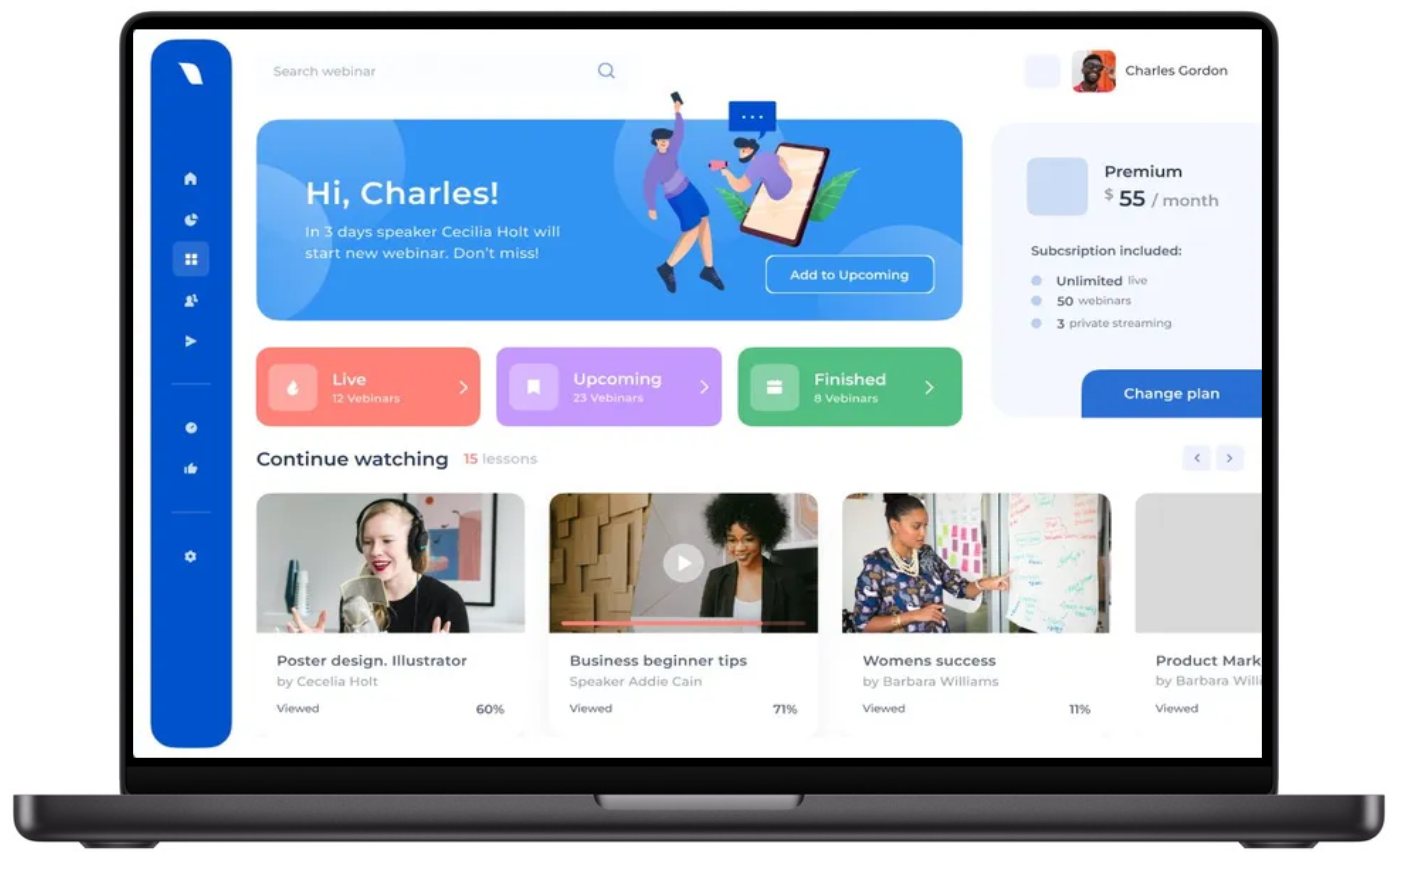 Search webinar
Charles Gordon
Hi, Charles!
In 3 days speaker Cecilia Holt will
start new webinar. Don't miss!
Add to Upcoming
Premium
$ 55 / month
Subcsription included:
Unlimited live
50 webinars
3 private streaming
Change plan
Live
12 Vebinars
Upcoming
23 Vebinars
Finished
8 Vebinars
Continue watching 15 lessons
Poster design. Illustrator
by Cecelia Holt
Viewed 60%
Business beginner tips
Speaker Addie Cain
Viewed 71%
Womens success
by Barbara Williams
Viewed 11%
Product Mark
by Barbara Will
Viewed